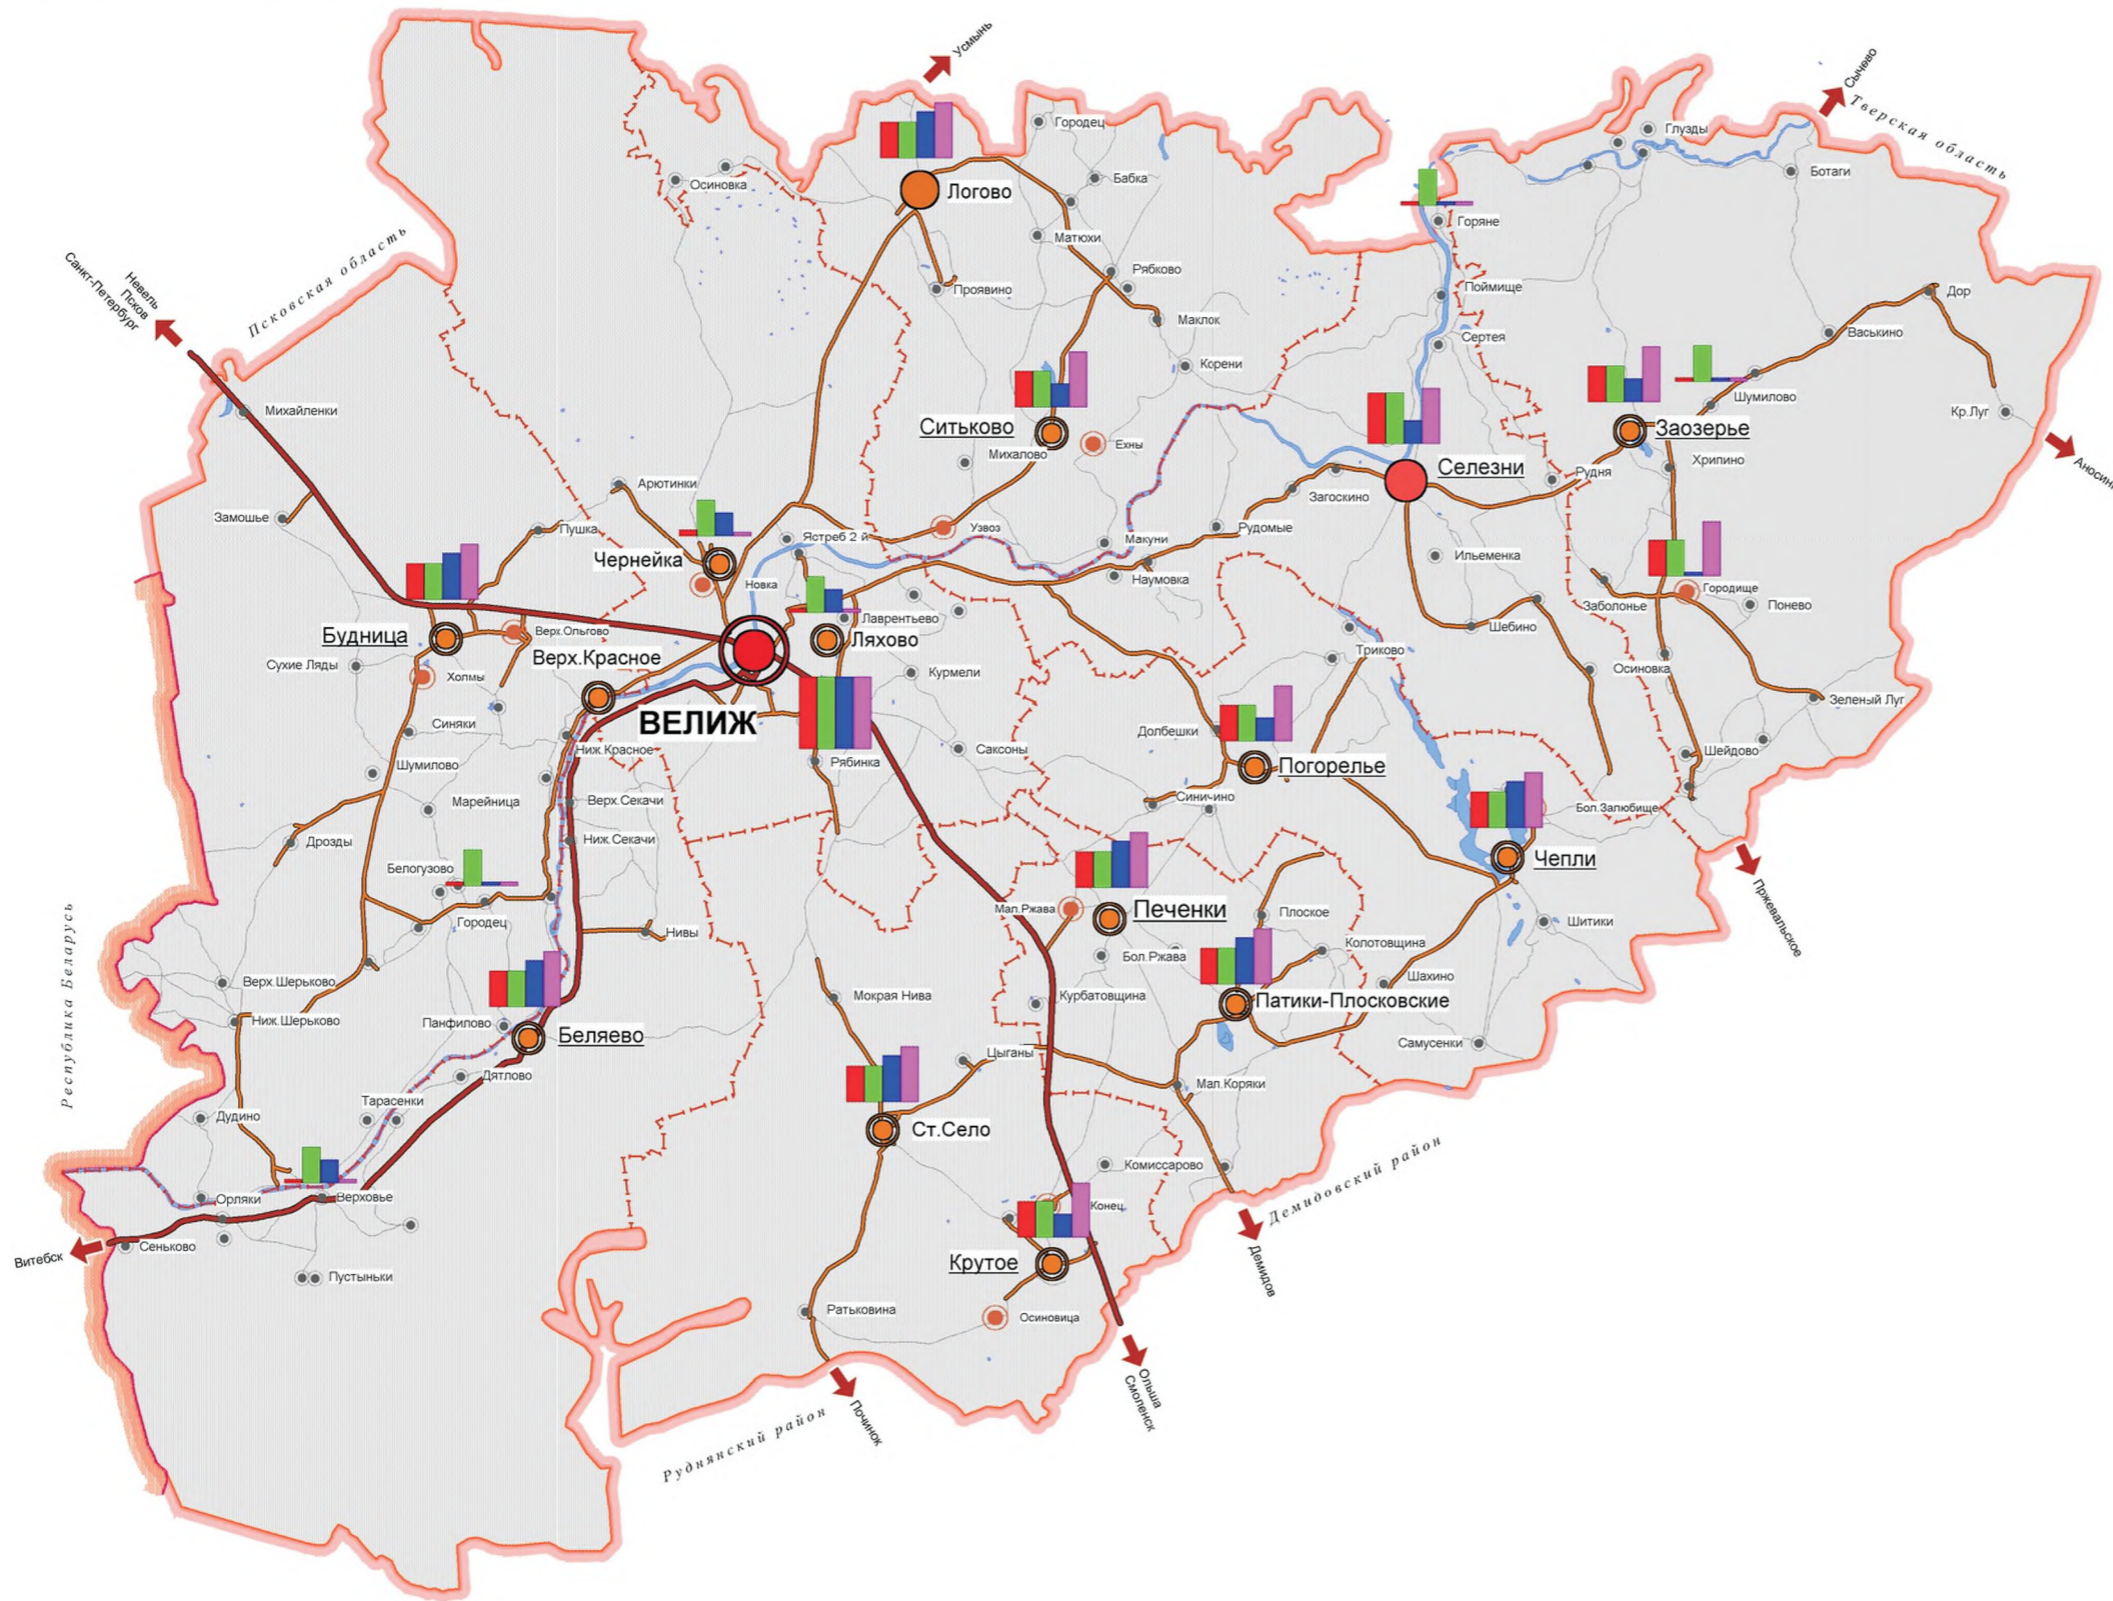 Усмынь
Сычево
Тверская область
Городец
Глузды
Осиновка
Бабка
Ботаги
Логово
Горяне
Матюхи
Псковская область
Невель
Псков
Санкт-Петербург
Рябково
Проявино
Поймище
Дор
Маклок
Васькино
Сертея
Корени
Шумилово
Михайленки
Кр.Луг
Ситьково
Заозерье
Ехны
Михалово
Селезни
Хрипино
Рудня
Арютинки
Загоскино
Замошье
Пушка
Узвоз
Рудомые
Ястреб 2 й
Макуни
Чернейка
Ильеменка
Новка
Наумовка
Городище
Заболонье
Понево
Лаврентьево
Шебино
Будница
Верх.Ольгово
Ляхово
Верх.Красное
Триково
Сухие Ляды
Холмы
Курмели
Осиновка
Зеленый Луг
ВЕЛИЖ
Синяки
Долбешки
Ниж.Красное
Саксоны
Шейдово
Рябинка
Шумилово
Погорелье
Марейница
Верх.Секачи
Синичино
Бол.Залюбище
Дрозды
Ниж.Секачи
Чепли
Белогузово
Мал.Ржава
Печенки
Плоское
Городец
Шитики
Нивы
Колотовщина
Бол.Ржава
Пржевальское
Республика Беларусь
Верх.Шерьково
Шахино
Мокрая Нива
Курбатовщина
Патики-Плосковские
Ниж.Шерьково
Панфилово
Беляево
Самусенки
Цыганы
Дятлово
Мал.Коряки
Тарасенки
Дудино
Ст.Село
Комиссарово
Демидовский район
Орляки
Верховье
Конец
Сеньково
Витебск
Крутое
Демидов
Пустыньки
Ратьковина
Осиновица
Ольша
Смоленск
Починок
Руднянский район